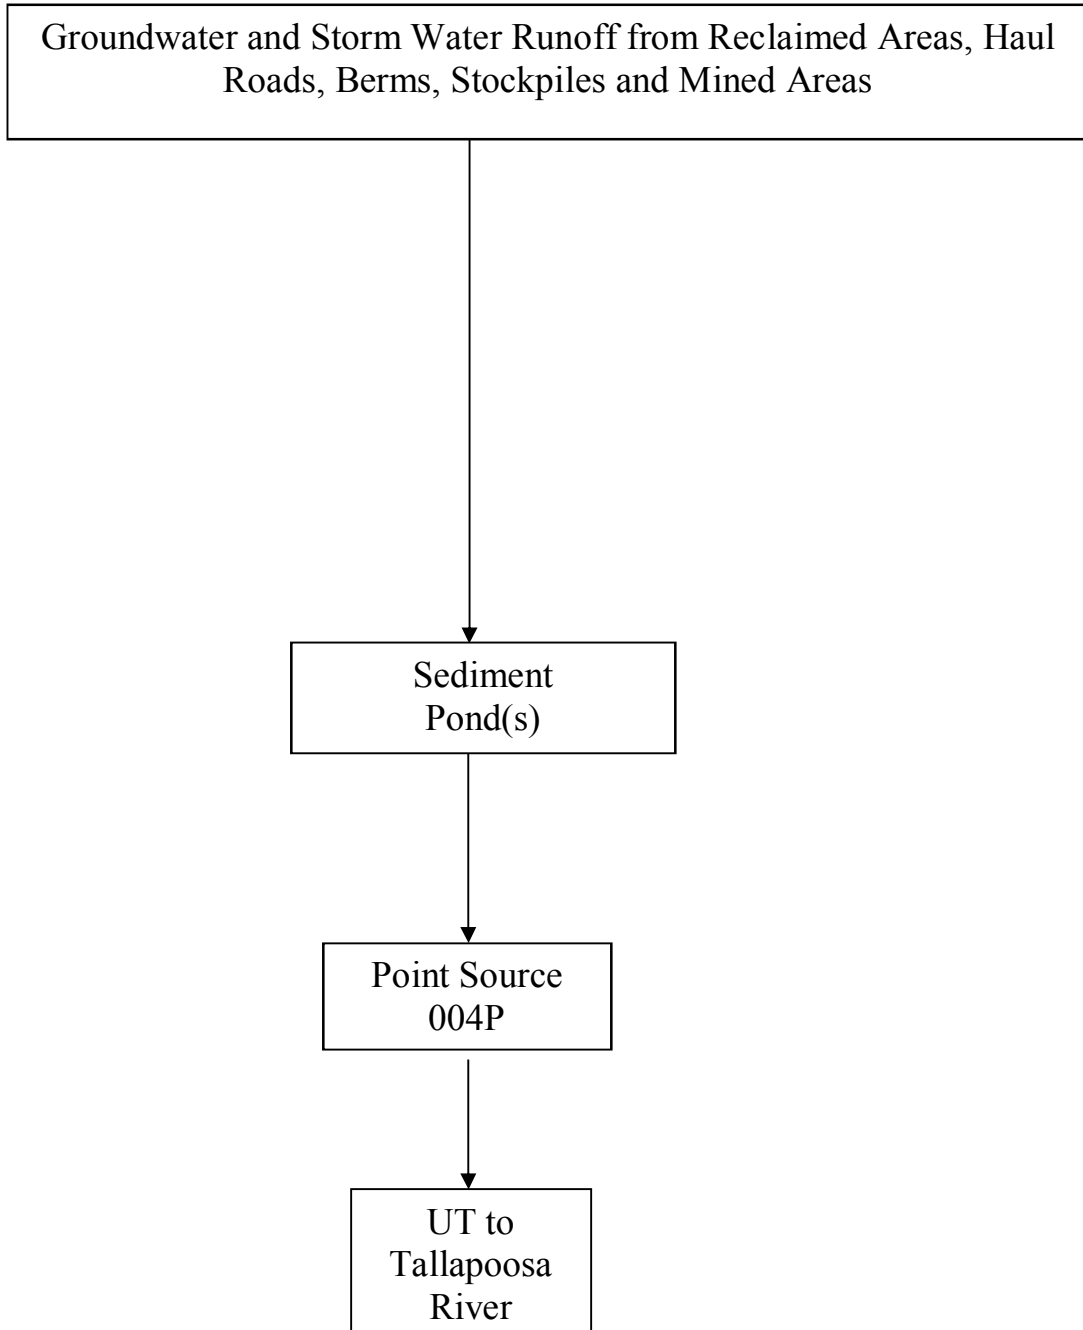 Groundwater and Storm Water Runoff from Reclaimed Areas, Haul
Roads, Berms, Stockpiles and Mined Areas
Sediment
Pond(s)
Point Source
004P
UT to
Tallapoosa
River